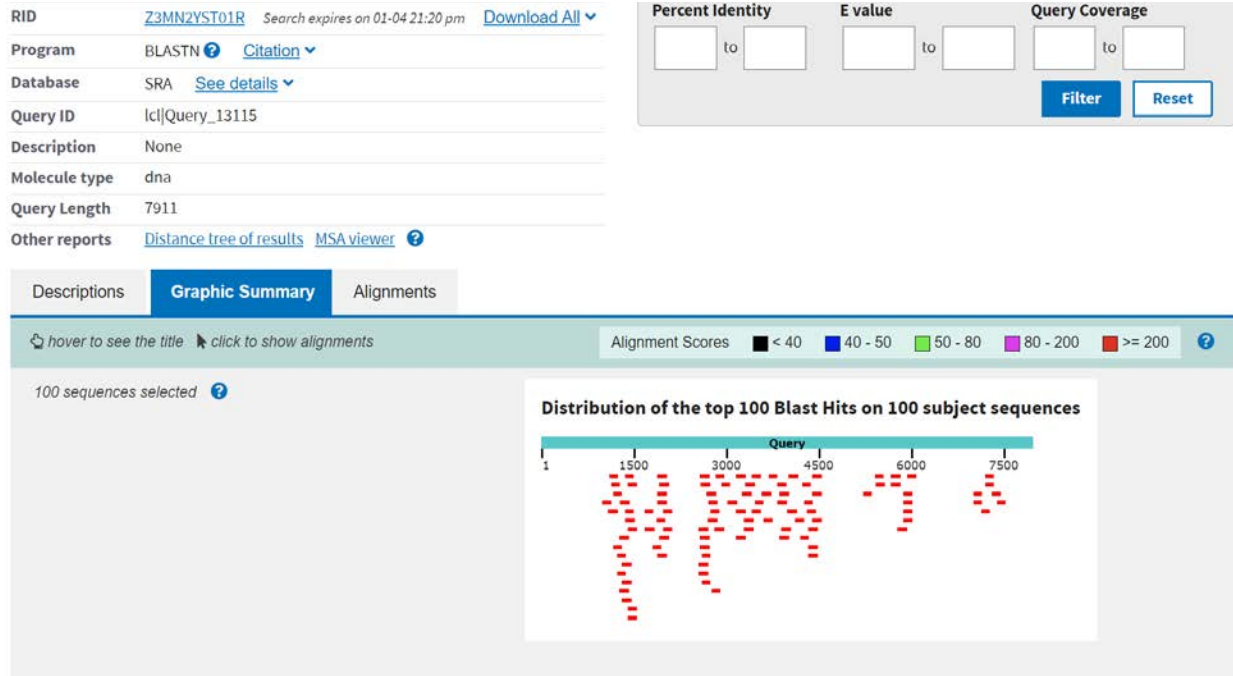 RID Z3MN2YST01R Search expires on 01-04 21:20 pm Download All
Program BLASTN ? Citation
Database SRA See details
Query ID lcl|Query_13115
Description None
Molecule type dna
Query Length 7911
Other reports Distance tree of results MSA viewer ?
Percent Identity E value Query Coverage
to to to
Filter Reset
Descriptions Graphic Summary Alignments
hover to see the title click to show alignments
Alignment Scores < 40 40 - 50 50 - 80 80 - 200 >= 200 ?
100 sequences selected ?
Distribution of the top 100 Blast Hits on 100 subject sequences
Query
1 1500 3000 4500 6000 7500